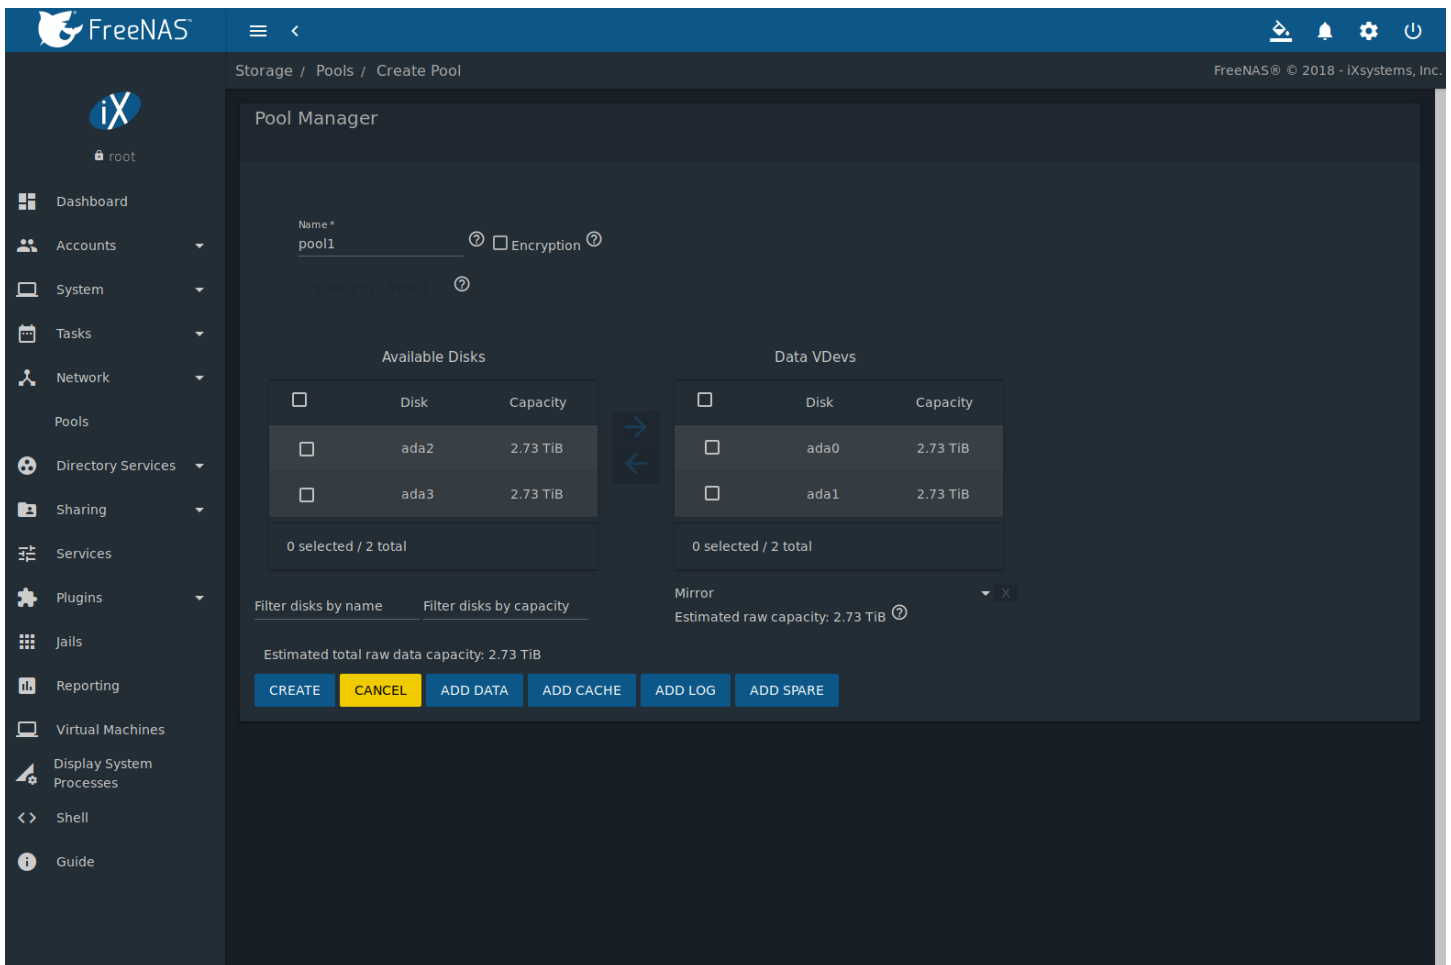 FreeNAS™
Storage / Pools / Create Pool
FreeNAS® © 2018 - iXsystems, Inc.
iX
root
Dashboard
Accounts
System
Tasks
Network
Pools
Directory Services
Sharing
Services
Plugins
Jails
Reporting
Virtual Machines
Display System
Processes
Shell
Guide
Pool Manager
Name *
pool1
Encryption
SUGGEST LAYOUT
Available Disks
Disk Capacity
ada2 2.73 TiB
ada3 2.73 TiB
0 selected / 2 total
Filter disks by name Filter disks by capacity
Data VDevs
Disk Capacity
ada0 2.73 TiB
ada1 2.73 TiB
0 selected / 2 total
Mirror X
Estimated raw capacity: 2.73 TiB
Estimated total raw data capacity: 2.73 TiB
CREATE CANCEL ADD DATA ADD CACHE ADD LOG ADD SPARE